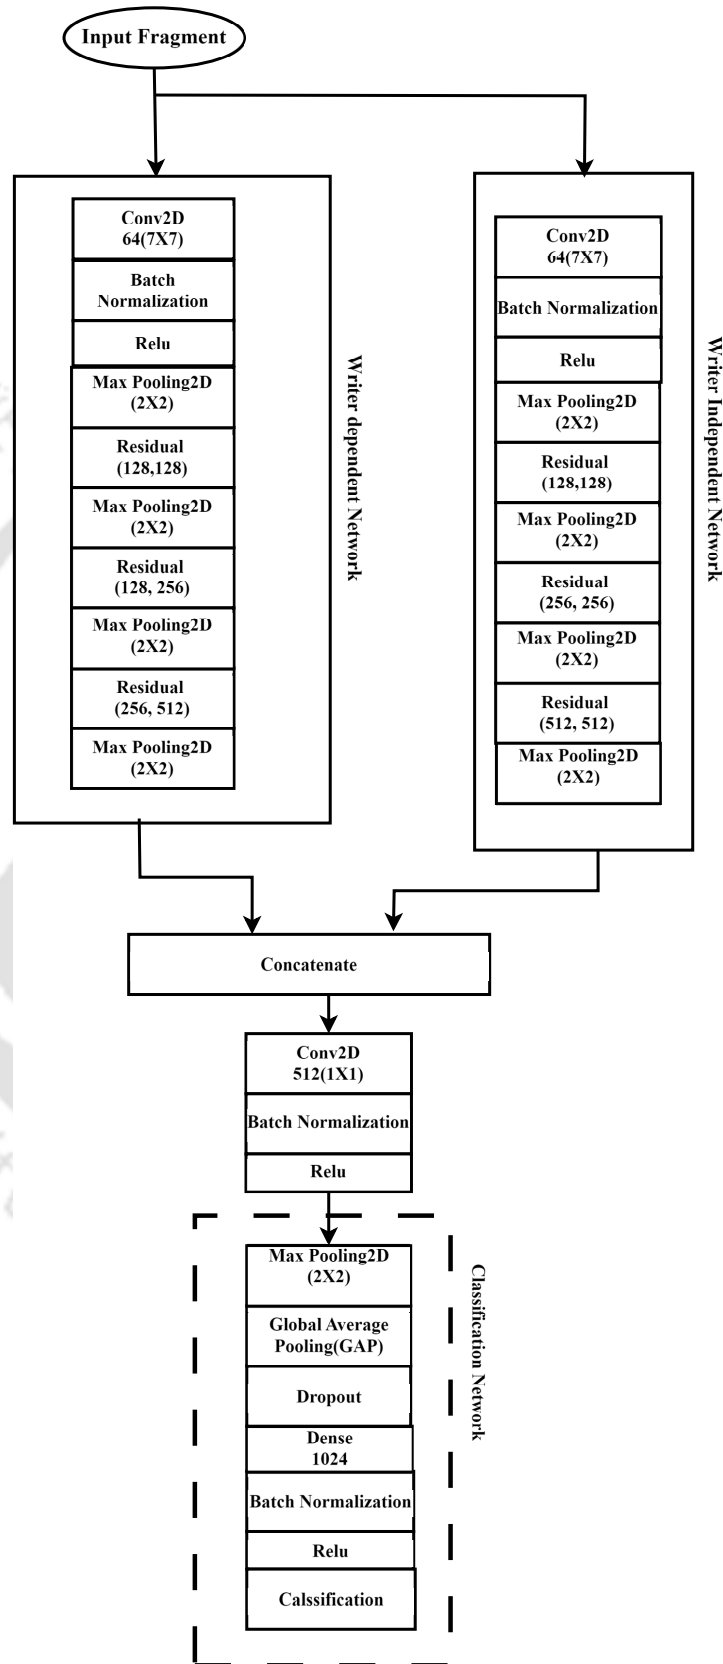 Input Fragment
Conv2D
64(7X7)
Batch
Normalization
Relu
Max Pooling2D
(2X2)
Residual
(128,128)
Max Pooling2D
(2X2)
Residual
(128, 256)
Max Pooling2D
(2X2)
Residual
(256, 512)
Max Pooling2D
(2X2)
Writer dependent Network
Conv2D
64(7X7)
Batch Normalization
Relu
Max Pooling2D
(2X2)
Residual
(128,128)
Max Pooling2D
(2X2)
Residual
(256, 256)
Max Pooling2D
(2X2)
Residual
(512, 512)
Max Pooling2D
(2X2)
Writer Independent Network
Concatenate
Conv2D
512(1X1)
Batch Normalization
Relu
Max Pooling2D
(2X2)
Global Average
Pooling(GAP)
Dropout
Dense
1024
Batch Normalization
Relu
Calssification
Classification Network